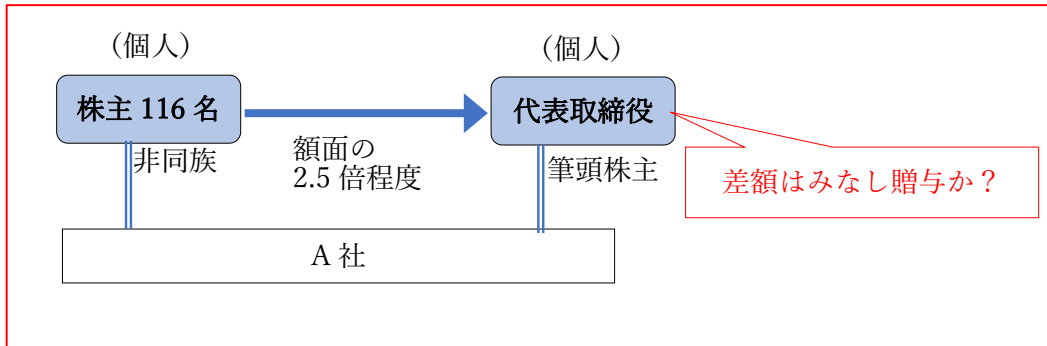 （個人）
（個人）
株主 116 名
代表取締役
非同族
額面の
2.5 倍程度
筆頭株主
差額はみなし贈与か？
A 社